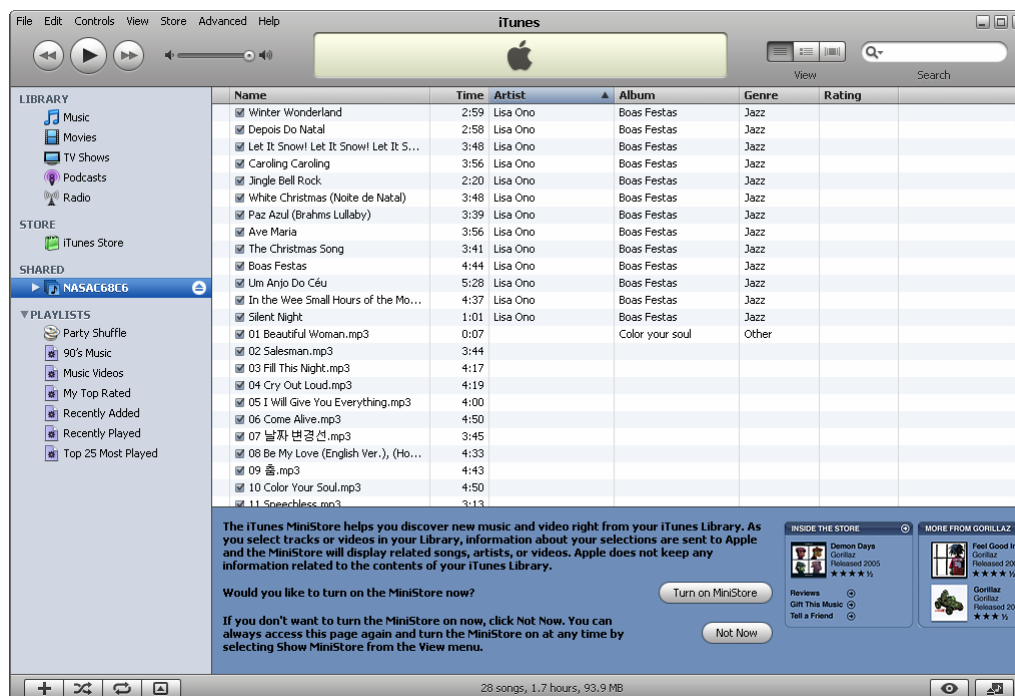 File Edit Controls View Store Advanced Help
iTunes
View
Search
LIBRARY
Music
Movies
TV Shows
Podcasts
Radio
STORE
iTunes Store
SHARED
NASAC68C6
PLAYLISTS
Party Shuffle
90's Music
Music Videos
My Top Rated
Recently Added
Recently Played
Top 25 Most Played
Name Time Artist Album Genre Rating
Winter Wonderland 2:59 Lisa Ono Boas Festas Jazz
Depois Do Natal 2:58 Lisa Ono Boas Festas Jazz
Let It Snow! Let It Snow! Let It S... 3:48 Lisa Ono Boas Festas Jazz
Caroling Caroling 3:56 Lisa Ono Boas Festas Jazz
Jingle Bell Rock 2:20 Lisa Ono Boas Festas Jazz
White Christmas (Noite de Natal) 3:48 Lisa Ono Boas Festas Jazz
Paz Azul (Brahms Lullaby) 3:39 Lisa Ono Boas Festas Jazz
Ave Maria 3:56 Lisa Ono Boas Festas Jazz
The Christmas Song 3:41 Lisa Ono Boas Festas Jazz
Boas Festas 4:44 Lisa Ono Boas Festas Jazz
Um Anjo Do Céu 5:28 Lisa Ono Boas Festas Jazz
In the Wee Small Hours of the Mo... 4:37 Lisa Ono Boas Festas Jazz
Silent Night 1:01 Lisa Ono Boas Festas Jazz
01 Beautiful Woman.mp3 0:07 Color your soul Other
02 Salesman.mp3 3:44
03 Fill This Night.mp3 4:17
04 Cry Out Loud.mp3 4:19
05 I Will Give You Everything.mp3 4:00
06 Come Alive.mp3 4:50
07 날짜 변경선.mp3 3:45
08 Be My Love (English Ver.), (Ho... 4:33
09 춤.mp3 4:43
10 Color Your Soul.mp3 4:50
11 Speechless.mp3 3:13
The iTunes MiniStore helps you discover new music and video right from your iTunes Library. As
you select tracks or videos in your Library, information about your selections are sent to Apple
and the MiniStore will display related songs, artists, or videos. Apple does not keep any
information related to the contents of your iTunes Library.
Would you like to turn on the MiniStore now?
Turn on MiniStore
If you don't want to turn the MiniStore on now, click Not Now. You can
always access this page again and turn the MiniStore on at any time by
selecting Show MiniStore from the View menu.
Not Now
INSIDE THE STORE
Demon Days
Gorillaz
Released 2005
Reviews
Gift This Music
Tell a Friend
MORE FROM GORILLAZ
Feel Good In
Gorillaz
Released 200
Gorillaz
Gorillaz
Released 20
28 songs, 1.7 hours, 93.9 MB